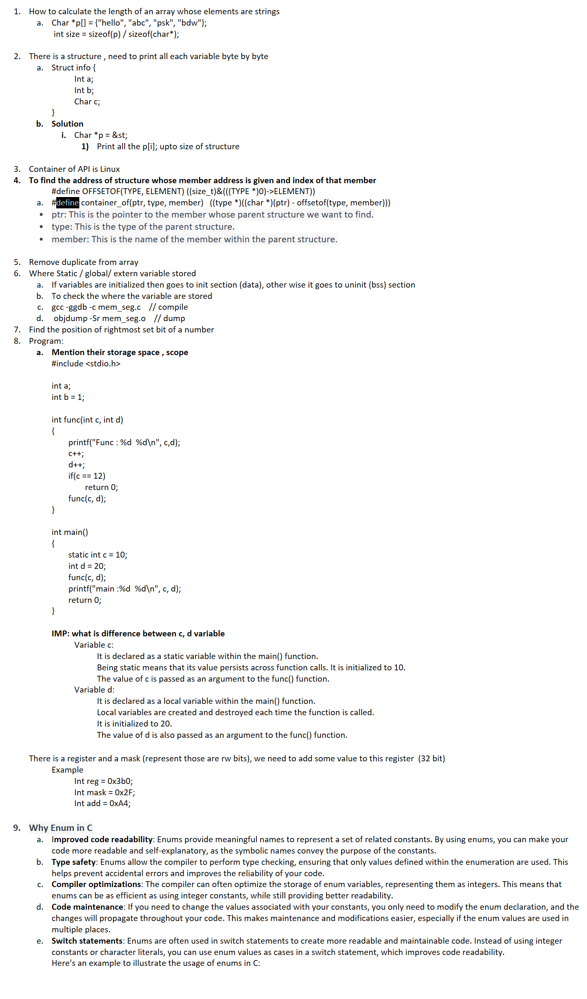 1. How to calculate the length of an array whose elements are strings
a. Char *p[] = {"hello", "abc", "psk", "bdw"};
int size = sizeof(p) / sizeof(char*);
2. There is a structure , need to print all each variable byte by byte
a. Struct info {
Int a;
Int b;
Char c;
}
b. Solution
i. Char *p = &st;
1) Print all the p[i]; upto size of structure
3. Container of API is Linux
4. To find the address of structure whose member address is given and index of that member
#define OFFSETOF(TYPE, ELEMENT) ((size_t)&(((TYPE *)0)->ELEMENT))
a. #define container_of(ptr, type, member) ((type *)((char *)(ptr) - offsetof(type, member)))
• ptr: This is the pointer to the member whose parent structure we want to find.
• type: This is the type of the parent structure.
• member: This is the name of the member within the parent structure.
5. Remove duplicate from array
6. Where Static / global/ extern variable stored
a. If variables are initialized then goes to init section (data), other wise it goes to uninit (bss) section
b. To check the where the variable are stored
c. gcc -ggdb -c mem_seg.c // compile
d. objdump -Sr mem_seg.o // dump
7. Find the position of rightmost set bit of a number
8. Program:
a. Mention their storage space , scope
#include <stdio.h>
int a;
int b = 1;
int func(int c, int d)
{
printf("Func : %d %d\n", c,d);
c++;
d++;
if(c == 12)
return 0;
func(c, d);
}
int main()
{
static int c = 10;
int d = 20;
func(c, d);
printf("main :%d %d\n", c, d);
return 0;
}
IMP: what is difference between c, d variable
Variable c:
It is declared as a static variable within the main() function.
Being static means that its value persists across function calls. It is initialized to 10.
The value of c is passed as an argument to the func() function.
Variable d:
It is declared as a local variable within the main() function.
Local variables are created and destroyed each time the function is called.
It is initialized to 20.
The value of d is also passed as an argument to the func() function.
There is a register and a mask (represent those are rw bits), we need to add some value to this register (32 bit)
Example
Int reg = 0x3b0;
Int mask = 0x2F;
Int add = 0xA4;
9. Why Enum in C
a. Improved code readability: Enums provide meaningful names to represent a set of related constants. By using enums, you can make your
code more readable and self-explanatory, as the symbolic names convey the purpose of the constants.
b. Type safety: Enums allow the compiler to perform type checking, ensuring that only values defined within the enumeration are used. This
helps prevent accidental errors and improves the reliability of your code.
c. Compiler optimizations: The compiler can often optimize the storage of enum variables, representing them as integers. This means that
enums can be as efficient as using integer constants, while still providing better readability.
d. Code maintenance: If you need to change the values associated with your constants, you only need to modify the enum declaration, and the
changes will propagate throughout your code. This makes maintenance and modifications easier, especially if the enum values are used in
multiple places.
e. Switch statements: Enums are often used in switch statements to create more readable and maintainable code. Instead of using integer
constants or character literals, you can use enum values as cases in a switch statement, which improves code readability.
Here's an example to illustrate the usage of enums in C: